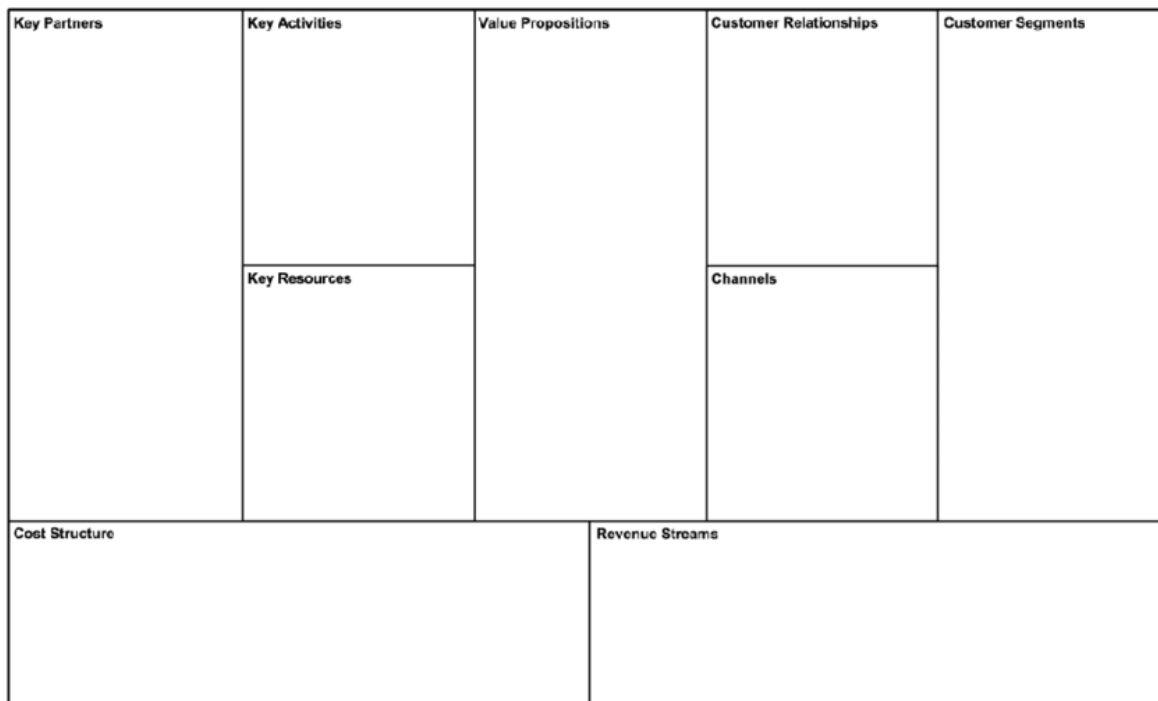 Key Partners
Key Activities
Value Propositions
Customer Relationships
Customer Segments
Key Resources
Channels
Cost Structure
Revenue Streams